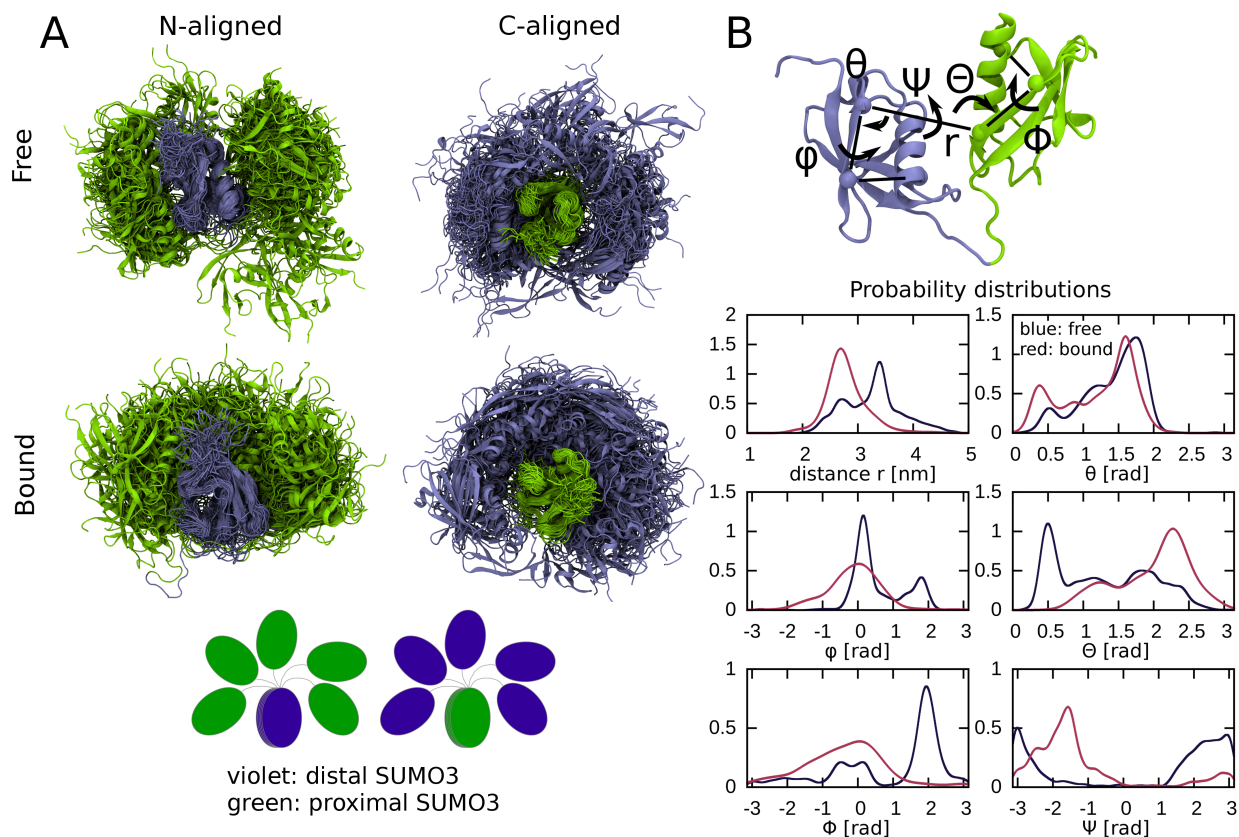 A
N-aligned
C-aligned
Free
Bound
violet: distal SUMO3
green: proximal SUMO3
B
θ
Ψ
Θ
φ
r
Φ
Probability distributions
2
1.5
1
0.5
0
1 2 3 4 5
distance r [nm]
blue: free
red: bound
1.5
1
0.5
0
0 0.5 1 1.5 2 2.5 3
θ [rad]
1.5
1
0.5
0
-3 -2 -1 0 1 2 3
φ [rad]
1.5
1
0.5
0
0 0.5 1 1.5 2 2.5 3
Θ [rad]
1
0.5
0
-3 -2 -1 0 1 2 3
Φ [rad]
1
0.5
0
-3 -2 -1 0 1 2 3
Ψ [rad]